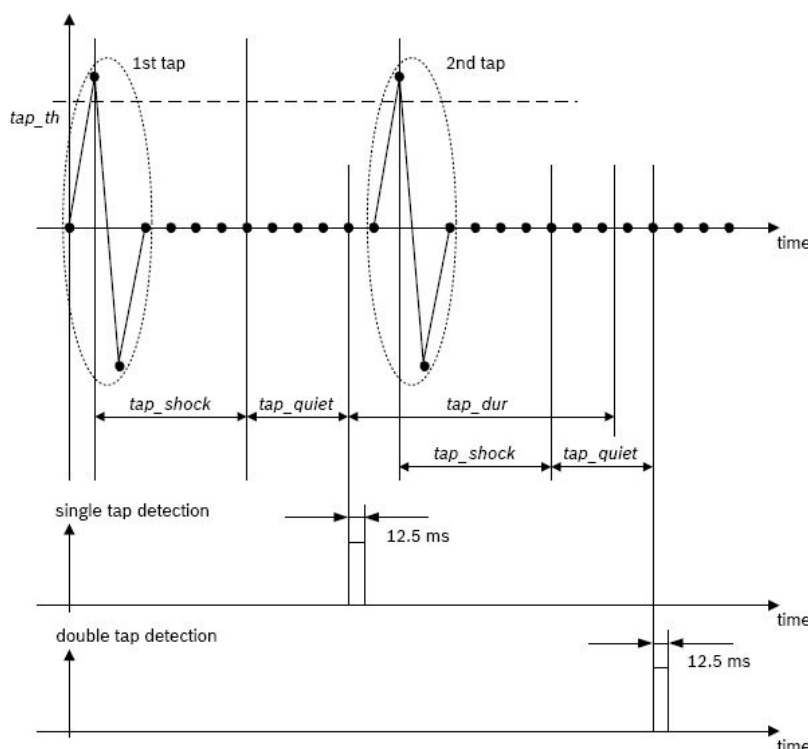 1st tap
2nd tap
tap_th
time
tap_shock
tap_quiet
tap_dur
tap_shock
tap_quiet
single tap detection
12.5 ms
time
double tap detection
12.5 ms
time